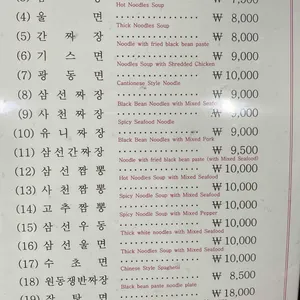 Hot Noodles Soup
(4) 울 면 ············ ₩ 8,000
Thick Noodles Soup
(5) 간 짜 장 ············ ₩ 8,000
Noodle with fried black bean paste
(6) 기 스 면 ············ ₩ 9,000
Noodles Soup with Shredded Chicken
(7) 광 동 면 ············ ₩ 10,000
Cantionese Style Noodle
(8) 삼 선 짜 장 ············ ₩ 9,000
Black Bean Noodles with Mixed Seafood
(9) 사 천 짜 장 ············ ₩ 9,000
Spicy Seafood Noodle
(10) 유 니 짜 장 ············ ₩ 9,000
Black Bean Noodles with Mixed Pork
(11) 삼선간짜장 ············ ₩ 9,500
Noodle with fried black bean paste (with Mixed Seafood)
(12) 삼 선 짬 뽕 ············ ₩ 10,000
Hot Noodles Soup with Mixed Seafood
(13) 사 천 짬 뽕 ············ ₩ 10,000
Spicy Noodle Soup with Mixed Seafood
(14) 고 추 짬 뽕 ············ ₩ 10,000
Spicy Noodle Soup with Mixed Pepper
(15) 삼 선 우 동 ············ ₩ 10,000
Thick white noodles with Mixed Seafood
(16) 삼 선 울 면 ············ ₩ 10,000
Thick Noodles Soup with Mixed Seafood
(17) 수 초 면 ············ ₩ 10,000
Chinese Style Spaghetti
(18) 원동쟁반짜장 ············ ₩ 8,500
Black bean paste noodle plate
₩ 18,000